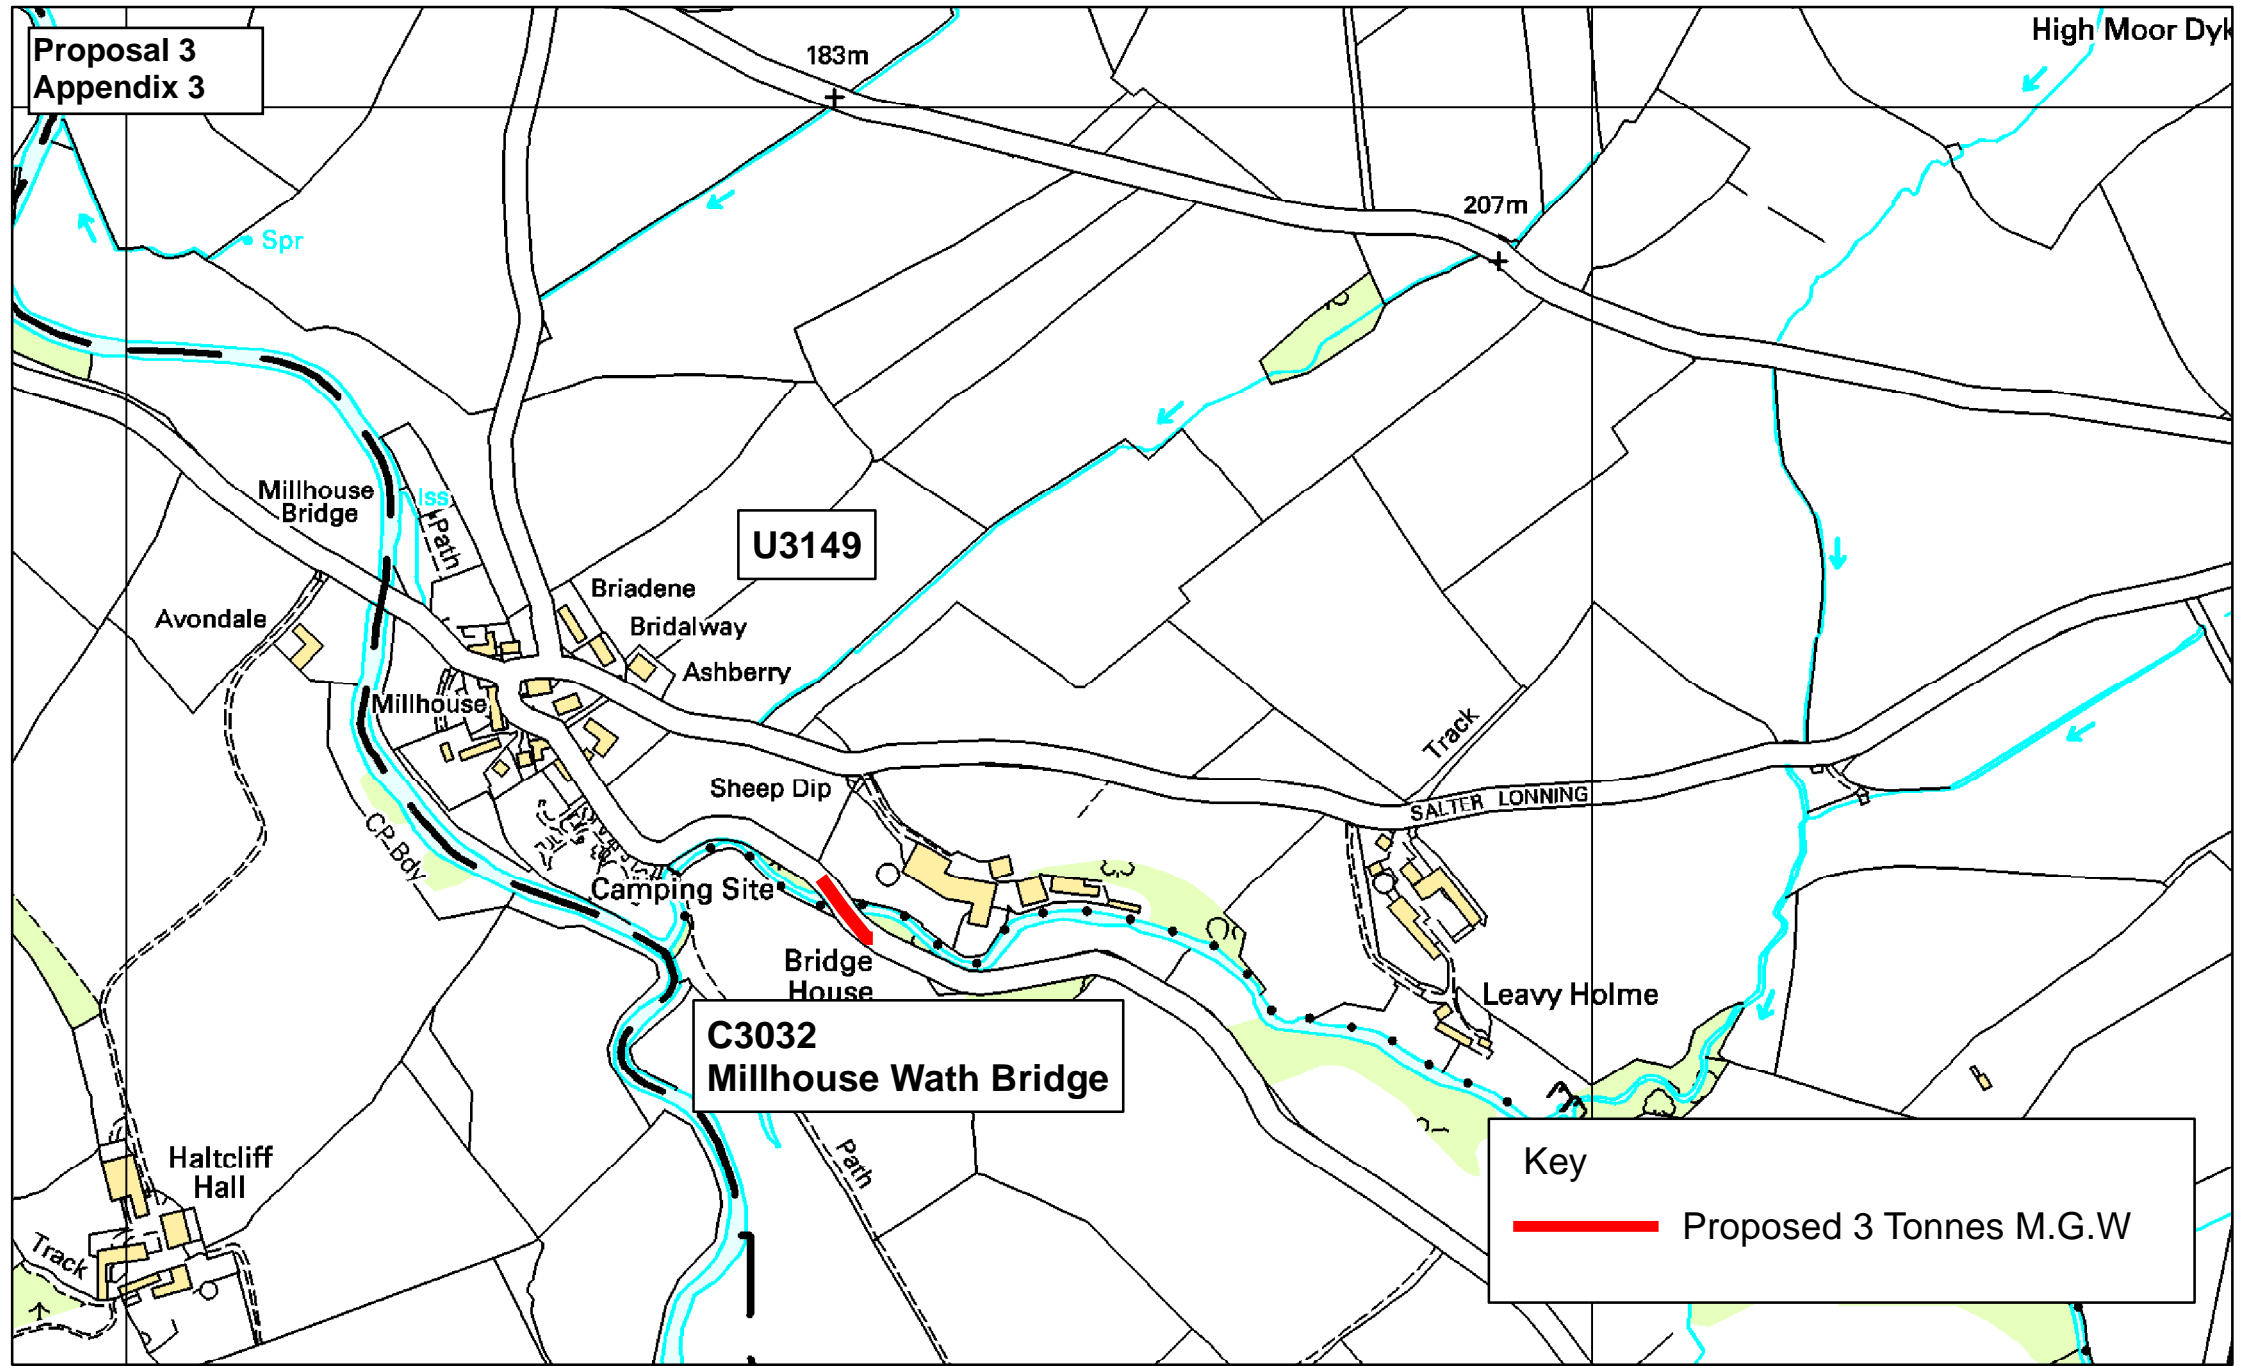 Proposal 3
Appendix 3
183m
High Moor Dyk
207m
Spr
Millhouse
Bridge
Iss
Path
U3149
Briadene
Avondale
Bridalway
Ashberry
Millhouse
Track
Sheep Dip
SALTER LONNING
CP Bdy
Camping Site
Bridge
House
Leavy Holme
C3032
Millhouse Wath Bridge
Path
Haltcliff
Hall
Track
Key
Proposed 3 Tonnes M.G.W